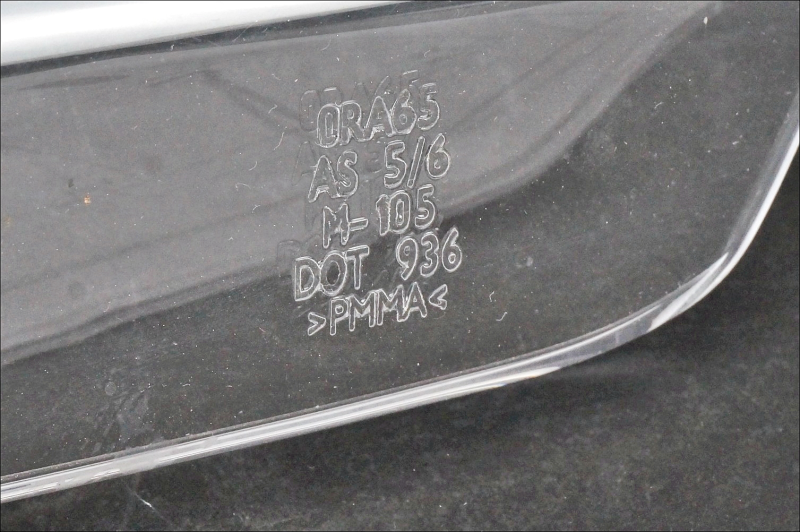 0RA65
AS 5/6
M-105
DOT 936
>PMMA<